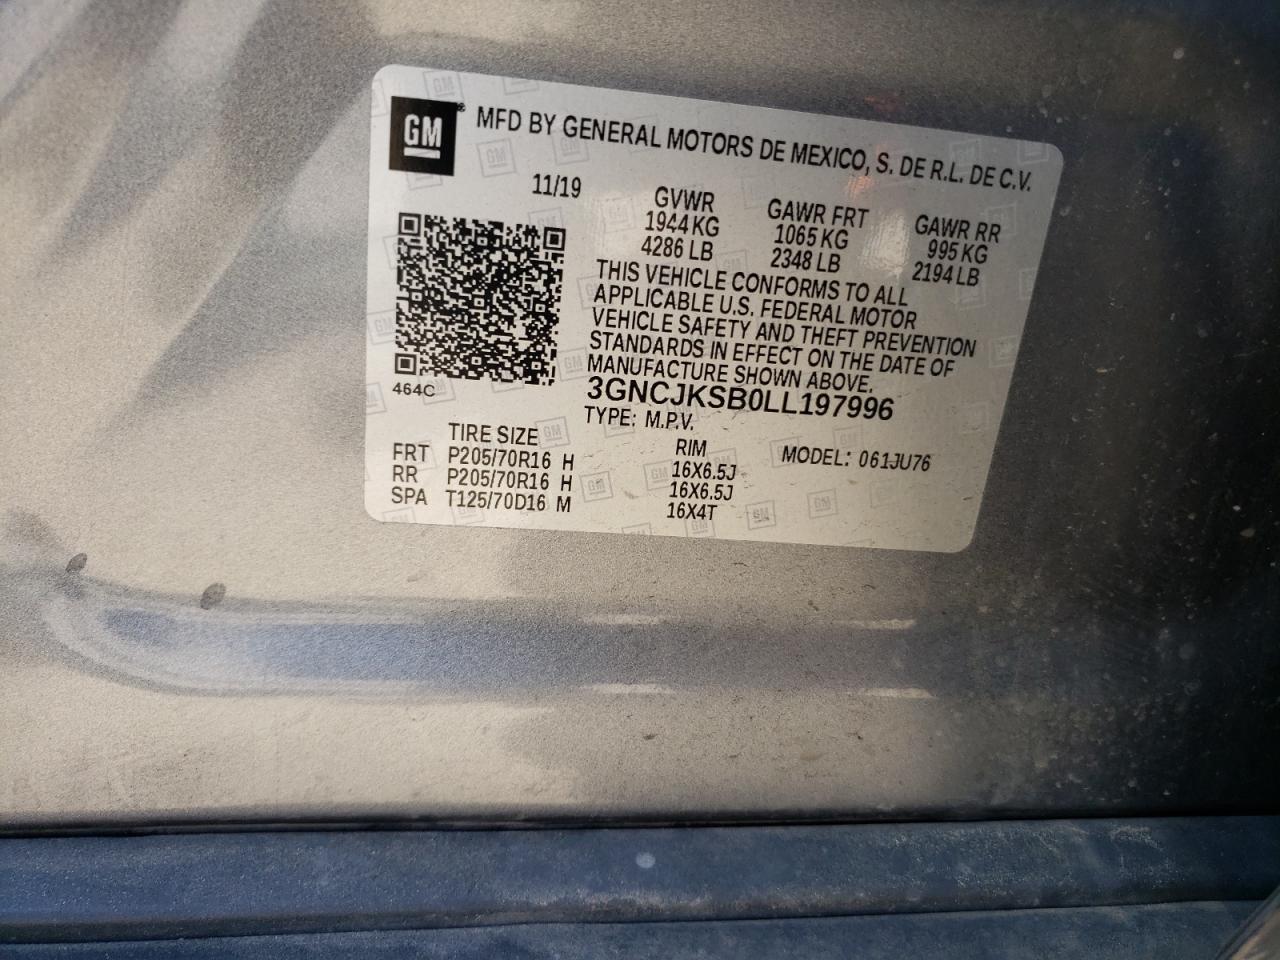 GM® MFD BY GENERAL MOTORS DE MEXICO, S. DE R.L. DE C.V.
11/19
GVWR GAWR FRT GAWR RR
1944 KG 1065 KG 995 KG
4286 LB 2348 LB 2194 LB
THIS VEHICLE CONFORMS TO ALL
APPLICABLE U.S. FEDERAL MOTOR
VEHICLE SAFETY AND THEFT PREVENTION
STANDARDS IN EFFECT ON THE DATE OF
MANUFACTURE SHOWN ABOVE.
464C
3GNCJKSB0LL197996
TYPE: M.P.V.
TIRE SIZE RIM MODEL: 061JU76
FRT P205/70R16 H 16X6.5J
RR P205/70R16 H 16X6.5J
SPA T125/70D16 M 16X4T